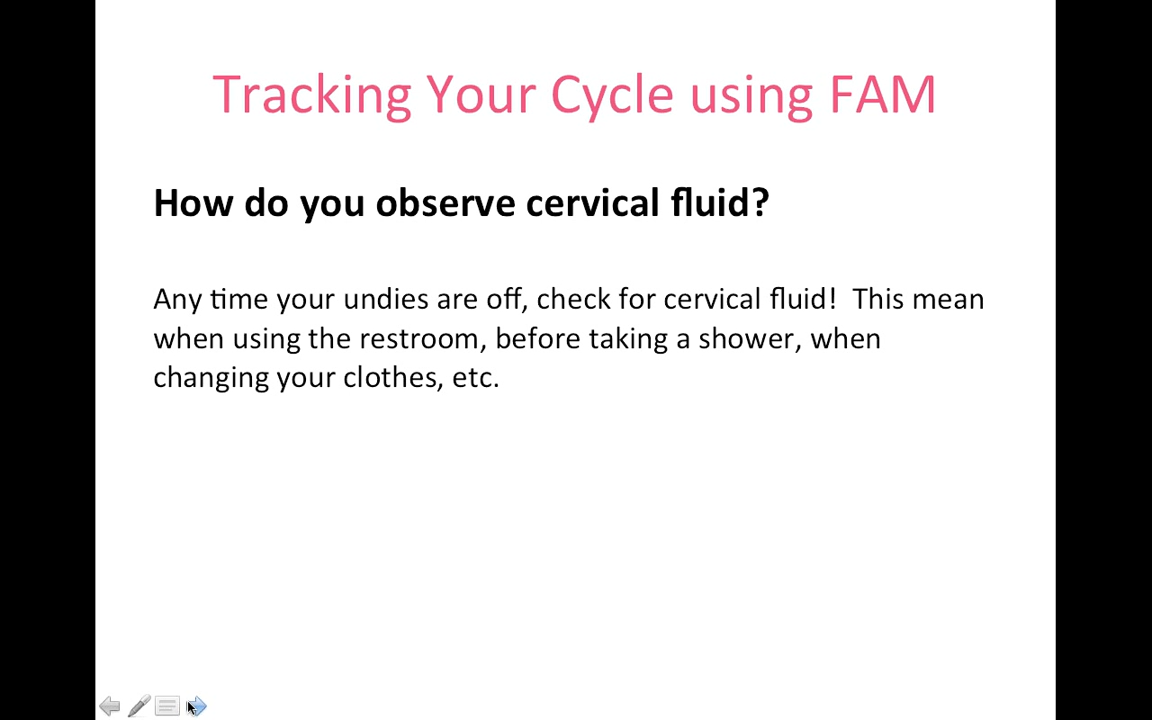 Tracking Your Cycle using FAM
How do you observe cervical fluid?
Any time your undies are off, check for cervical fluid!  This mean
when using the restroom, before taking a shower, when
changing your clothes, etc.